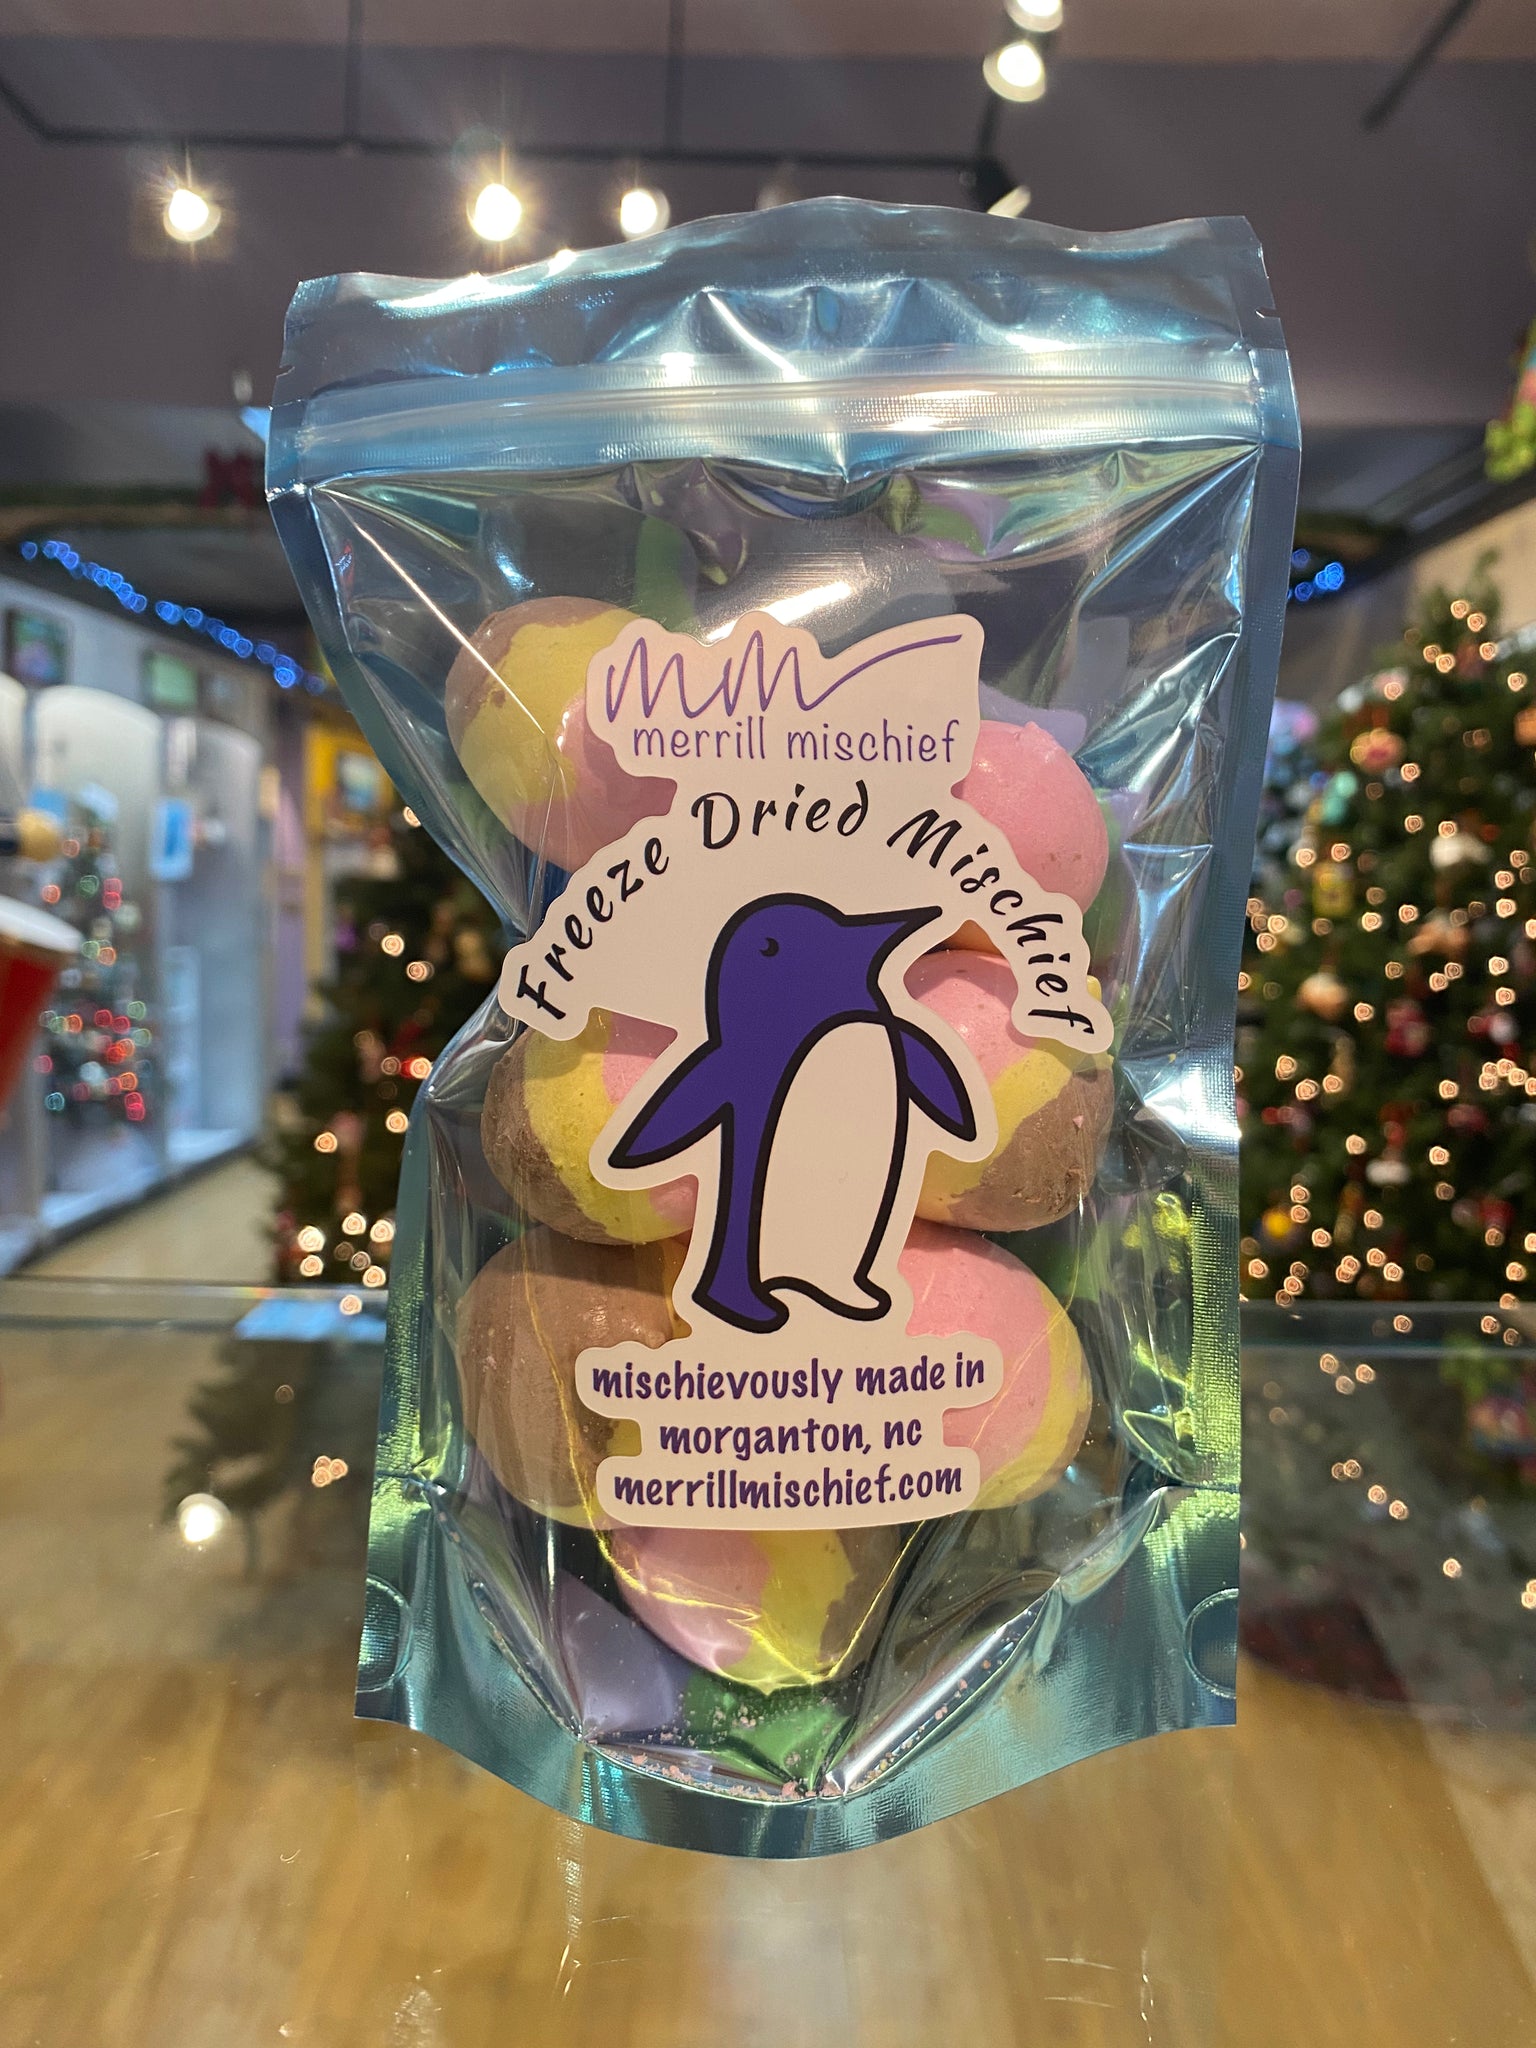 mm
merrill mischief
Freeze Dried Mischief
mischievously made in
morganton, nc
merrillmischief.com